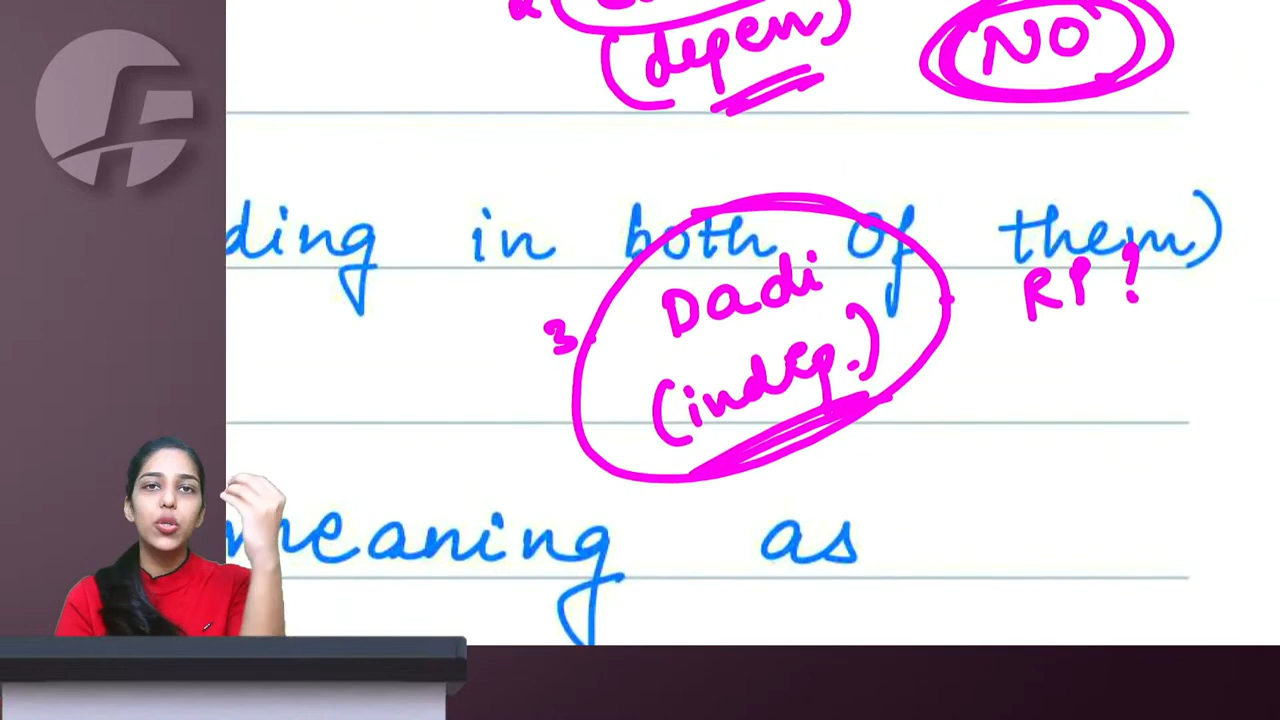 (depen)
NO
ding in both of them)
Dadi
RP ?
3
(indep.)
meaning as